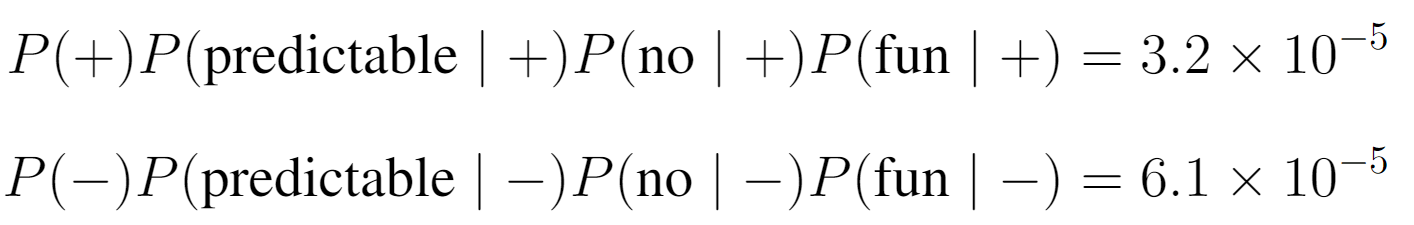 P(+)P(predictable | +)P(no | +)P(fun | +) = 3.2 × 10⁻⁵
P(−)P(predictable | −)P(no | −)P(fun | −) = 6.1 × 10⁻⁵